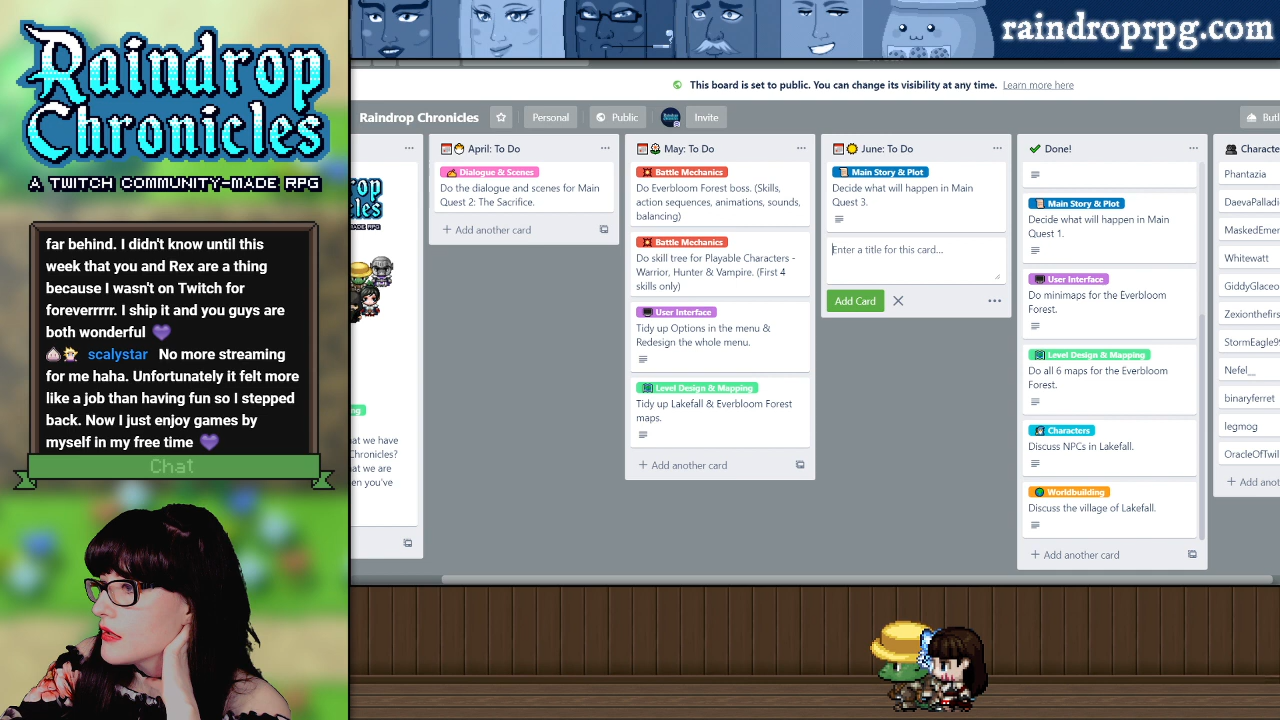 Raindrop
Chronicles
A TWITCH COMMUNITY-MADE RPG
far behind. I didn't know until this
week that you and Rex are a thing
because I wasn't on Twitch for
foreverrrrr. I ship it and you guys are
both wonderful 💜
scalystar No more streaming
for me haha. Unfortunately it felt more
like a job than having fun so I stepped
back. Now I just enjoy games by
myself in my free time 💜
Chat
raindroprpg.com
This board is set to public. You can change its visibility at any time. Learn more here
Raindrop Chronicles
Personal
Public
Invite
April: To Do
Dialogue & Scenes
Do the dialogue and scenes for Main
Quest 2: The Sacrifice.
+ Add another card
May: To Do
Battle Mechanics
Do Everbloom Forest boss. (Skills,
action sequences, animations, sounds,
balancing)
Battle Mechanics
Do skill tree for Playable Characters -
Warrior, Hunter & Vampire. (First 4
skills only)
User Interface
Tidy up Options in the menu &
Redesign the whole menu.
Level Design & Mapping
Tidy up Lakefall & Everbloom Forest
maps.
+ Add another card
June: To Do
Main Story & Plot
Decide what will happen in Main
Quest 3.
Enter a title for this card...
Add Card
Done!
Main Story & Plot
Decide what will happen in Main
Quest 1.
User Interface
Do minimaps for the Everbloom
Forest.
Level Design & Mapping
Do all 6 maps for the Everbloom
Forest.
Characters
Discuss NPCs in Lakefall.
Worldbuilding
Discuss the village of Lakefall.
+ Add another card
Characte
Phantazia
DaevaPalladi
MaskedEmer
Whitewatt
GiddyGlaceo
Zexionthefirs
StormEagle9
Nefel__
binaryferret
legmog
OracleOfTwil
+ Add anot